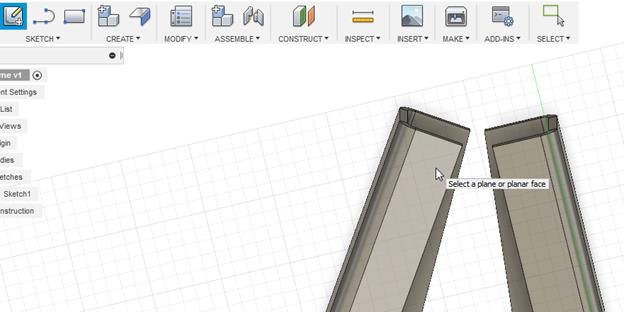 SKETCH ▾ CREATE ▾ MODIFY ▾ ASSEMBLE ▾ CONSTRUCT ▾ INSPECT ▾ INSERT ▾ MAKE ▾ ADD-INS ▾ SELECT ▾
me v1
ent Settings
List
Views
igin
dies
etches
Sketch1
nstruction
Select a plane or planar face